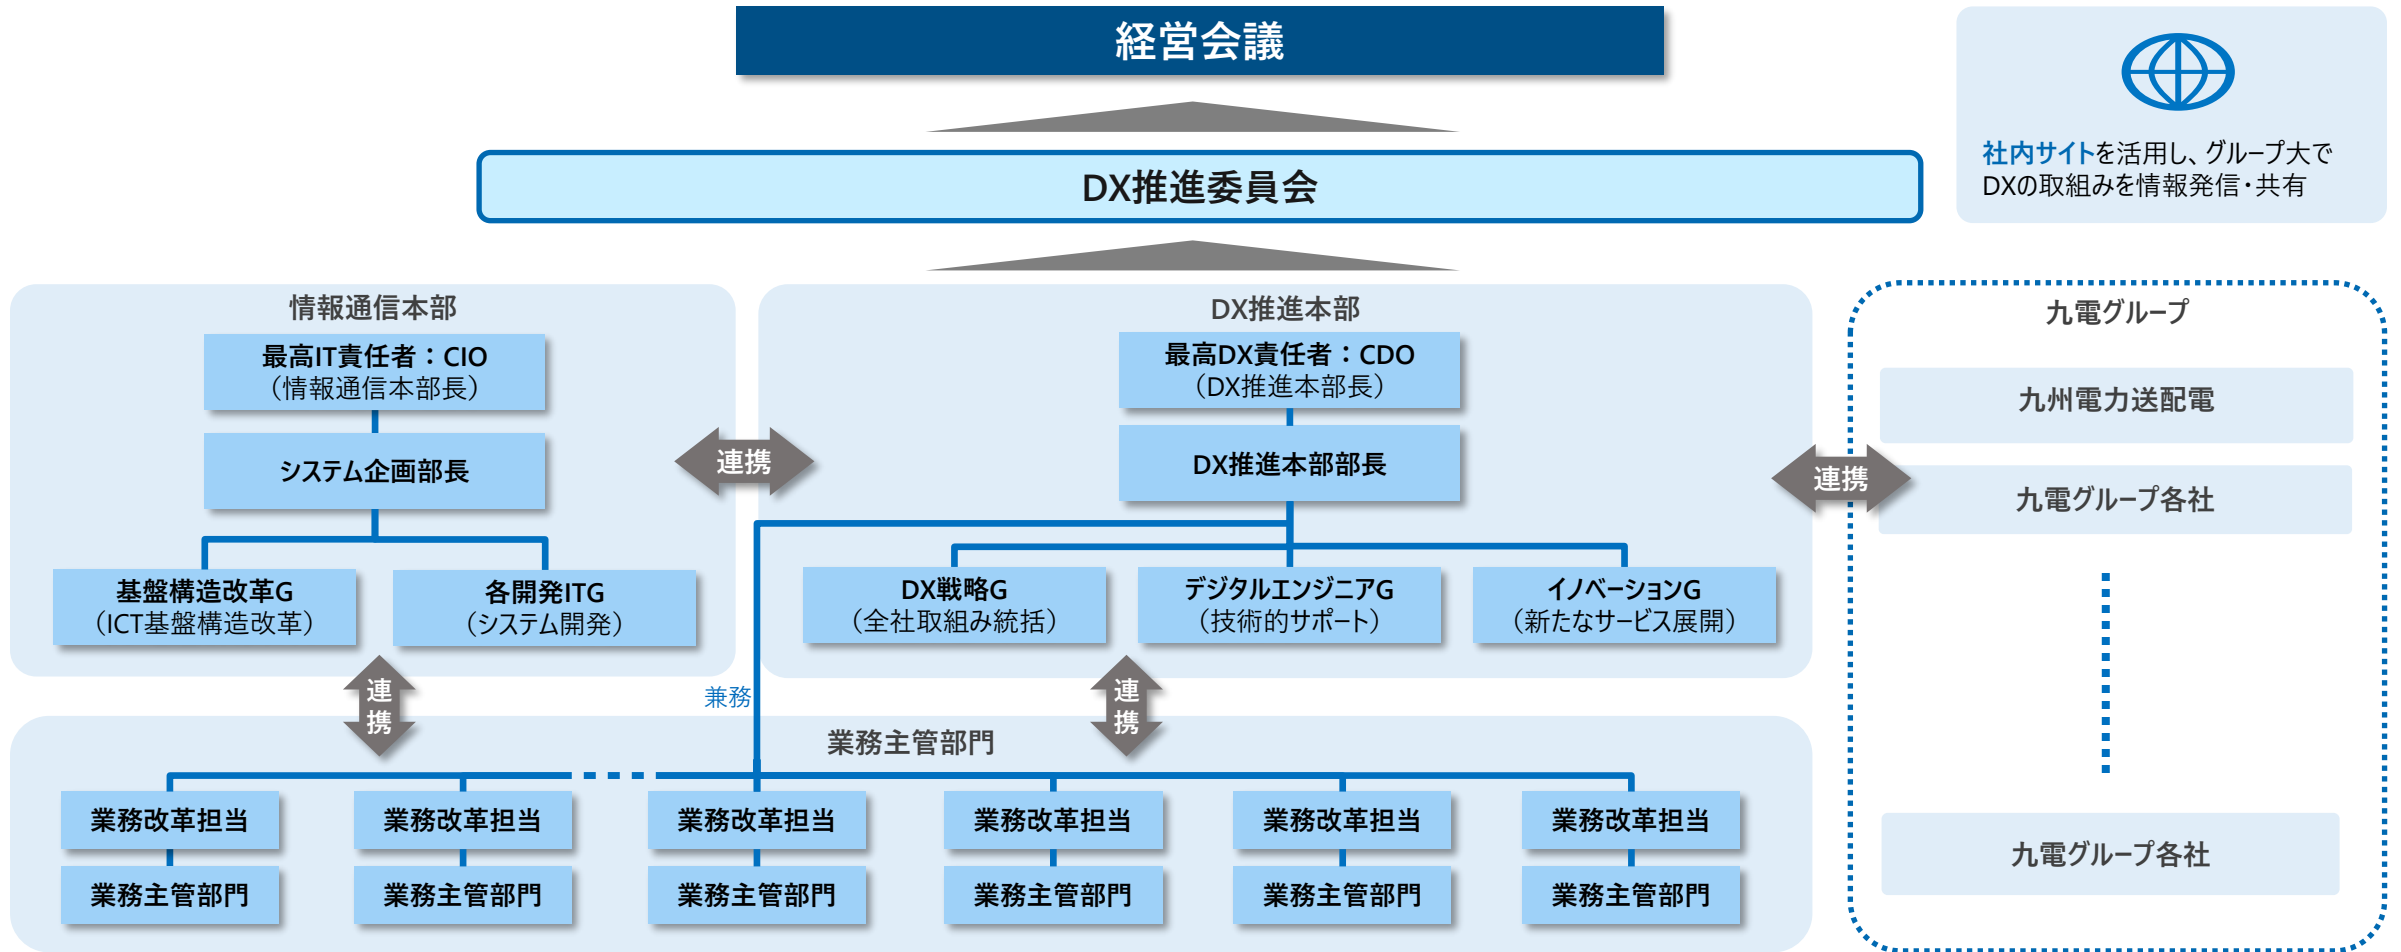 経営会議
社内サイトを活用し、グループ大で
DXの取組みを情報発信・共有
DX推進委員会
情報通信本部
最高IT責任者：CIO
（情報通信本部長）
システム企画部長
基盤構造改革G
（ICT基盤構造改革）
各開発ITG
（システム開発）
連携
DX推進本部
最高DX責任者：CDO
（DX推進本部長）
DX推進本部部長
DX戦略G
（全社取組み統括）
デジタルエンジニアG
（技術的サポート）
イノベーションG
（新たなサービス展開）
連携
九電グループ
九州電力送配電
九電グループ各社
九電グループ各社
連
携
兼務
連
携
業務主管部門
業務改革担当
業務改革担当
業務改革担当
業務改革担当
業務改革担当
業務改革担当
業務主管部門
業務主管部門
業務主管部門
業務主管部門
業務主管部門
業務主管部門